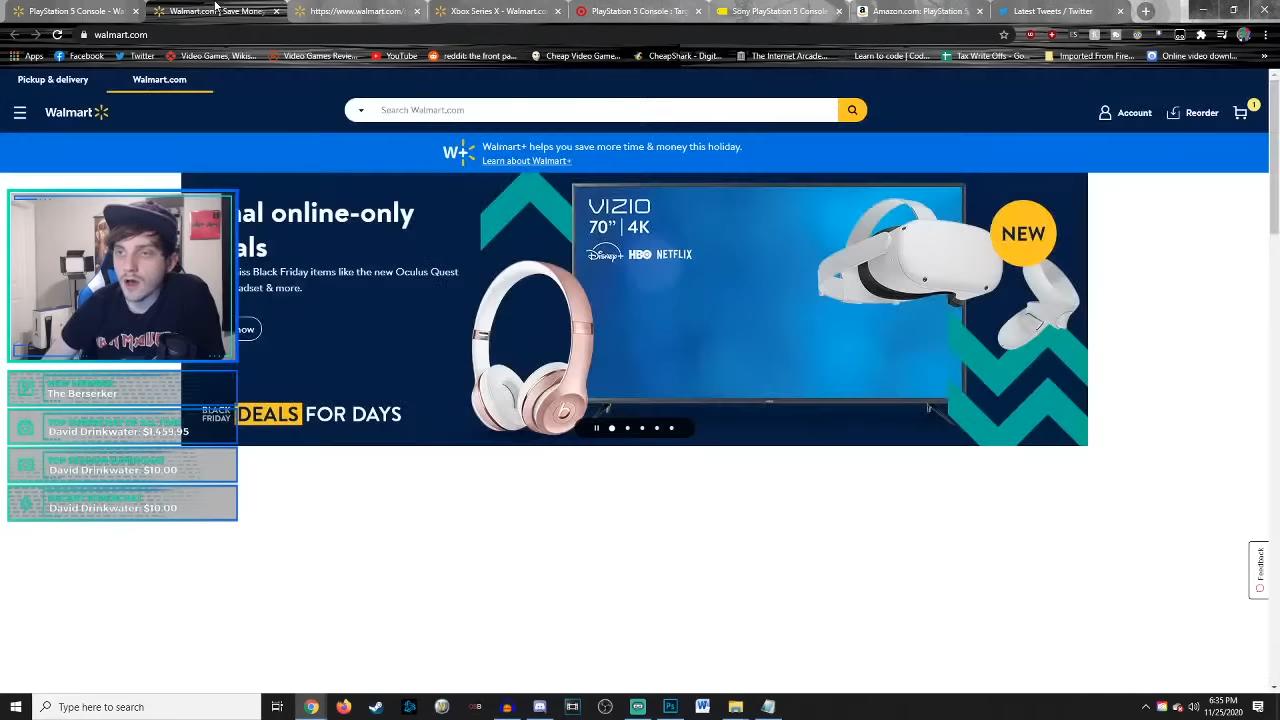 PlayStation 5 Console - Wa
Walmart.com | Save Money.
https://www.walmart.com/
Xbox Series X - Walmart.com
PlayStation 5 Console : Target
Sony PlayStation 5
Amazon.com: PlayStation
Latest Tweets / Twitter
walmart.com
Apps
Facebook
Twitter
Video Games, Wikis...
Video Games Revie...
YouTube
reddit: the front pa...
Cheap Video Game...
CheapShark - Digit...
The Internet Arcade...
Learn to code | Cod...
Tax Write Offs - Go...
Imported From Fire...
Online video downl...
Pickup & delivery
Walmart.com
Walmart
Search Walmart.com
Account
Reorder
1
W+
Walmart+ helps you save more time & money this holiday.
Learn about Walmart+
al online-only
als
iss Black Friday items like the new Oculus Quest
adset & more.
now
BLACK
FRIDAY
DEALS FOR DAYS
VIZIO
70" | 4K
Disney+ HBO NETFLIX
NEW
IRON MAIDEN
The Berserker
David Drinkwater: $1,459.95
David Drinkwater: $10.00
David Drinkwater: $10.00
Feedback
Type here to search
6:35 PM
11/25/2020